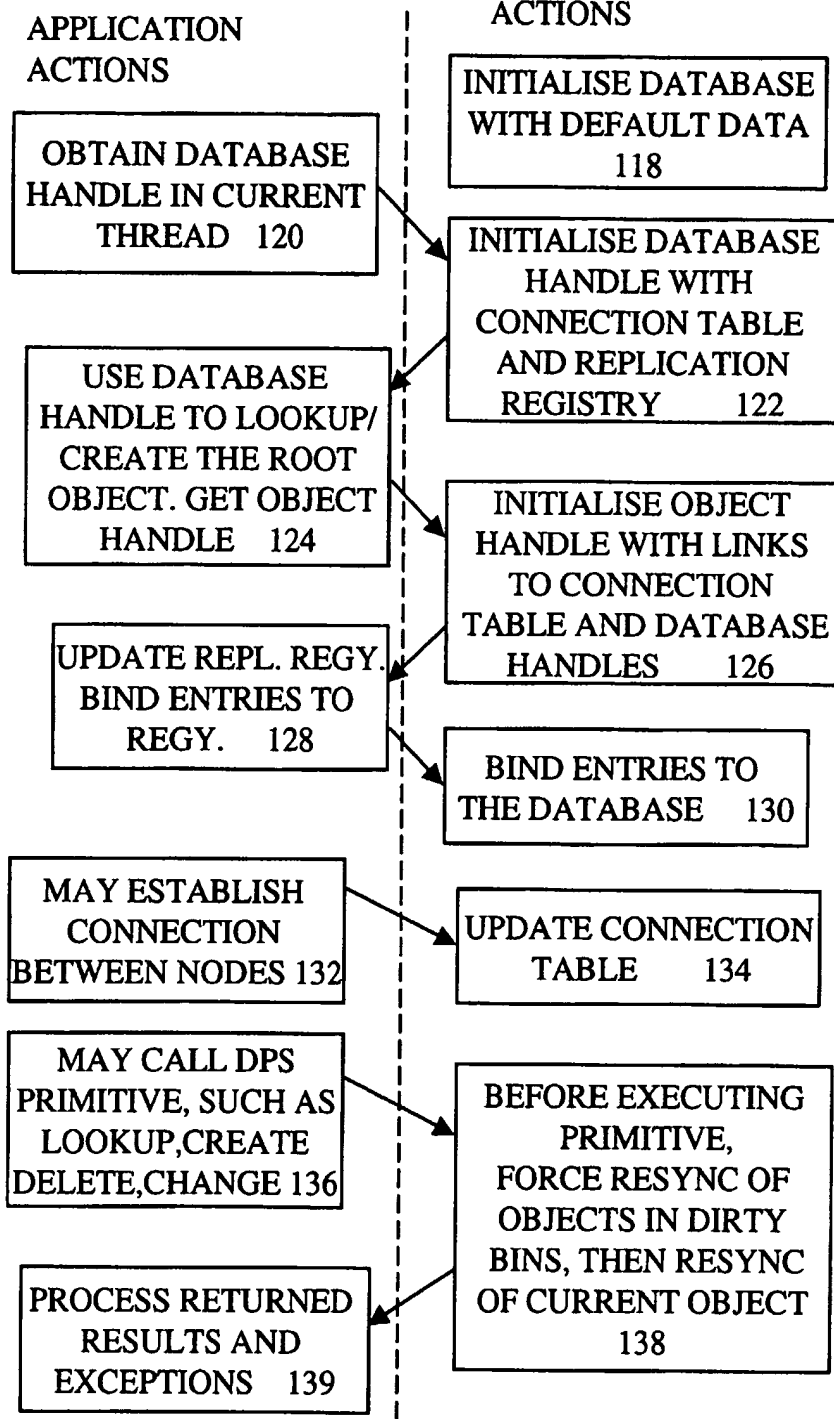 APPLICATION
ACTIONS
ACTIONS
INITIALISE DATABASE
WITH DEFAULT DATA
118
OBTAIN DATABASE
HANDLE IN CURRENT
THREAD 120
INITIALISE DATABASE
HANDLE WITH
CONNECTION TABLE
AND REPLICATION
REGISTRY 122
USE DATABASE
HANDLE TO LOOKUP/
CREATE THE ROOT
OBJECT. GET OBJECT
HANDLE 124
INITIALISE OBJECT
HANDLE WITH LINKS
TO CONNECTION
TABLE AND DATABASE
HANDLES 126
UPDATE REPL. REGY.
BIND ENTRIES TO
REGY. 128
BIND ENTRIES TO
THE DATABASE 130
MAY ESTABLISH
CONNECTION
BETWEEN NODES 132
UPDATE CONNECTION
TABLE 134
MAY CALL DPS
PRIMITIVE, SUCH AS
LOOKUP,CREATE
DELETE,CHANGE 136
BEFORE EXECUTING
PRIMITIVE,
FORCE RESYNC OF
OBJECTS IN DIRTY
BINS, THEN RESYNC
OF CURRENT OBJECT
138
PROCESS RETURNED
RESULTS AND
EXCEPTIONS 139